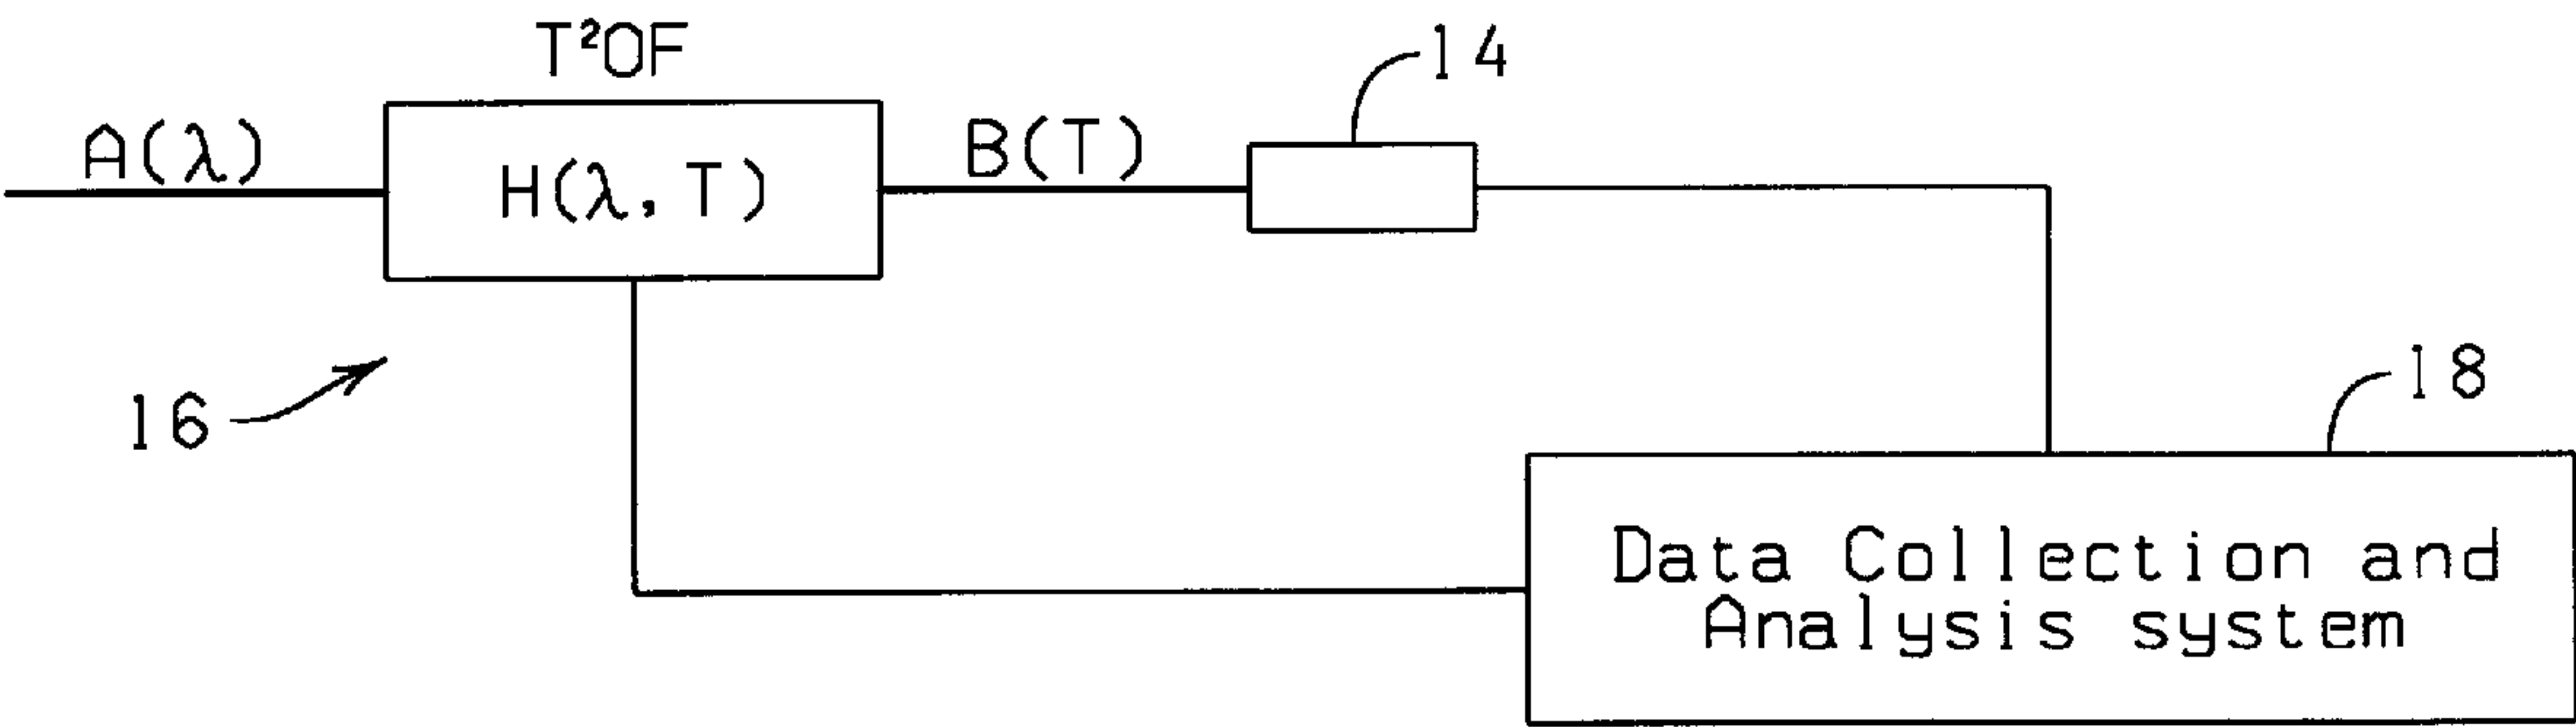 T²OF
14
A(λ)
H(λ, T)
B(T)
16
18
Data Collection and
Analysis system